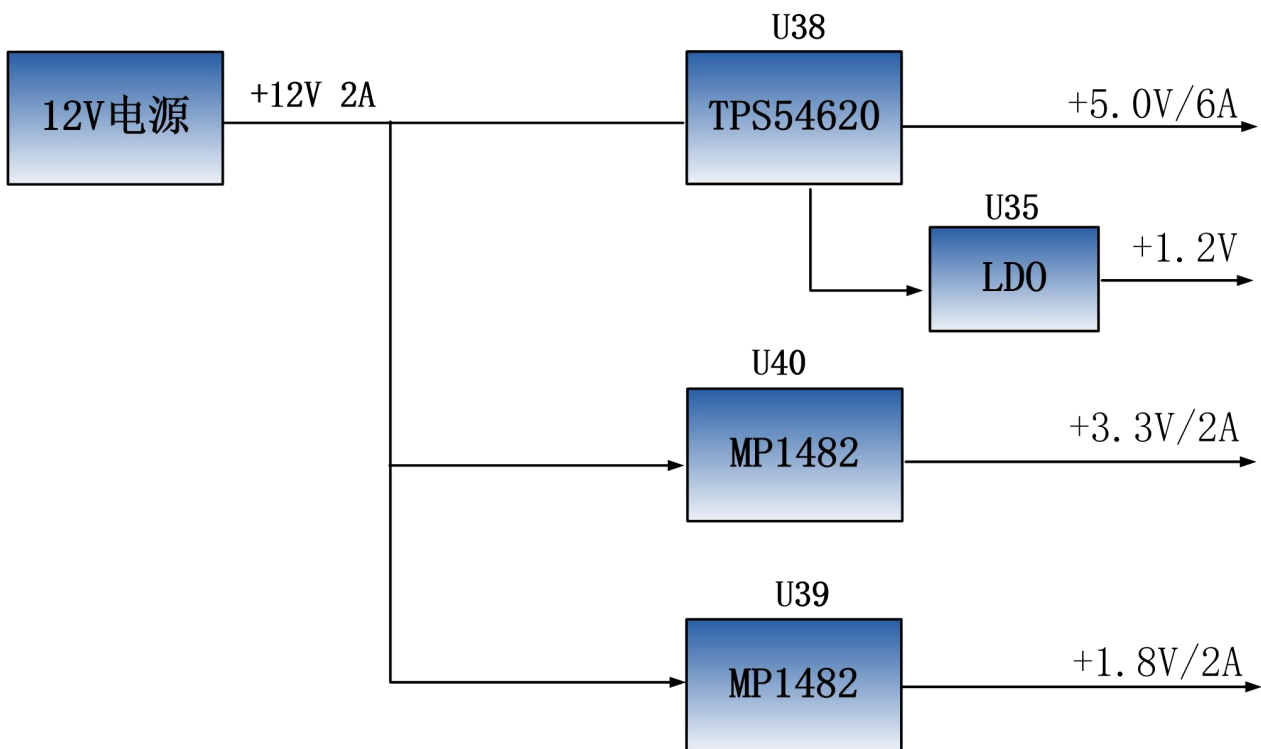 U38
12V电源
+12V 2A
TPS54620
+5.0V/6A
U35
LDO
+1.2V
U40
MP1482
+3.3V/2A
U39
MP1482
+1.8V/2A